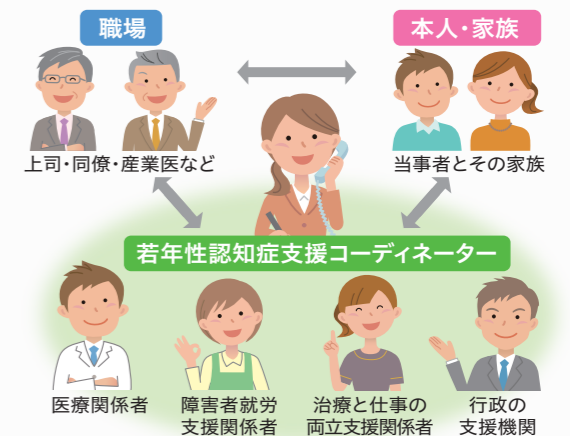 職場
本人・家族
上司・同僚・産業医など
当事者とその家族
若年性認知症支援コーディネーター
医療関係者
障害者就労
支援関係者
治療と仕事の
両立支援関係者
行政の
支援機関